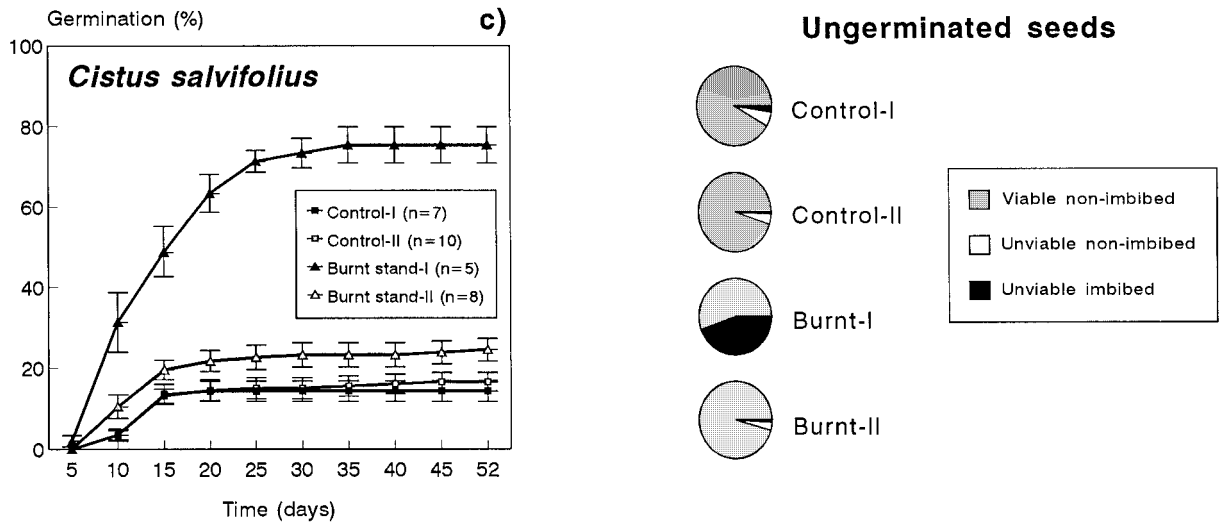 Germination (%)
c)
100
80
60
40
20
0
Cistus salvifolius
Control-I (n=7)
Control-II (n=10)
Burnt stand-I (n=5)
Burnt stand-II (n=8)
5 10 15 20 25 30 35 40 45 52
Time (days)
Ungerminated seeds
Control-I
Control-II
Burnt-I
Burnt-II
Viable non-imbibed
Unviable non-imbibed
Unviable imbibed